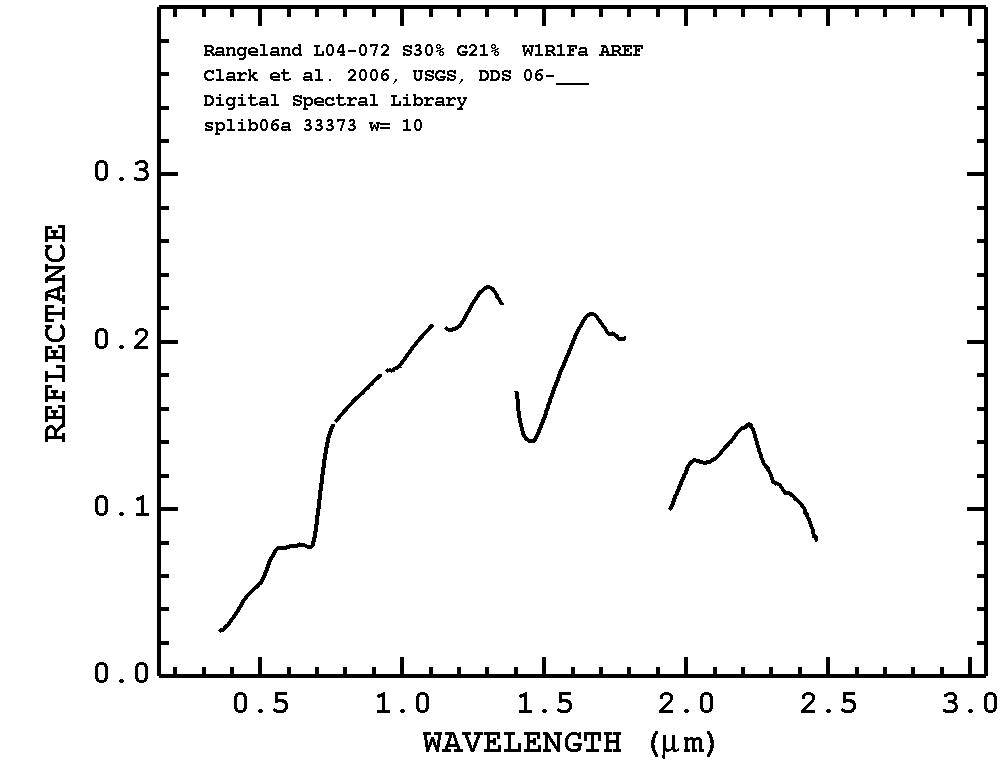 Rangeland L04-072 S30% G21%  W1R1Fa AREF
Clark et al. 2006, USGS, DDS 06-___
Digital Spectral Library
splib06a 33373 w= 10
REFLECTANCE
0.3
0.2
0.1
0.0
0.5 1.0 1.5 2.0 2.5 3.0
WAVELENGTH (μm)